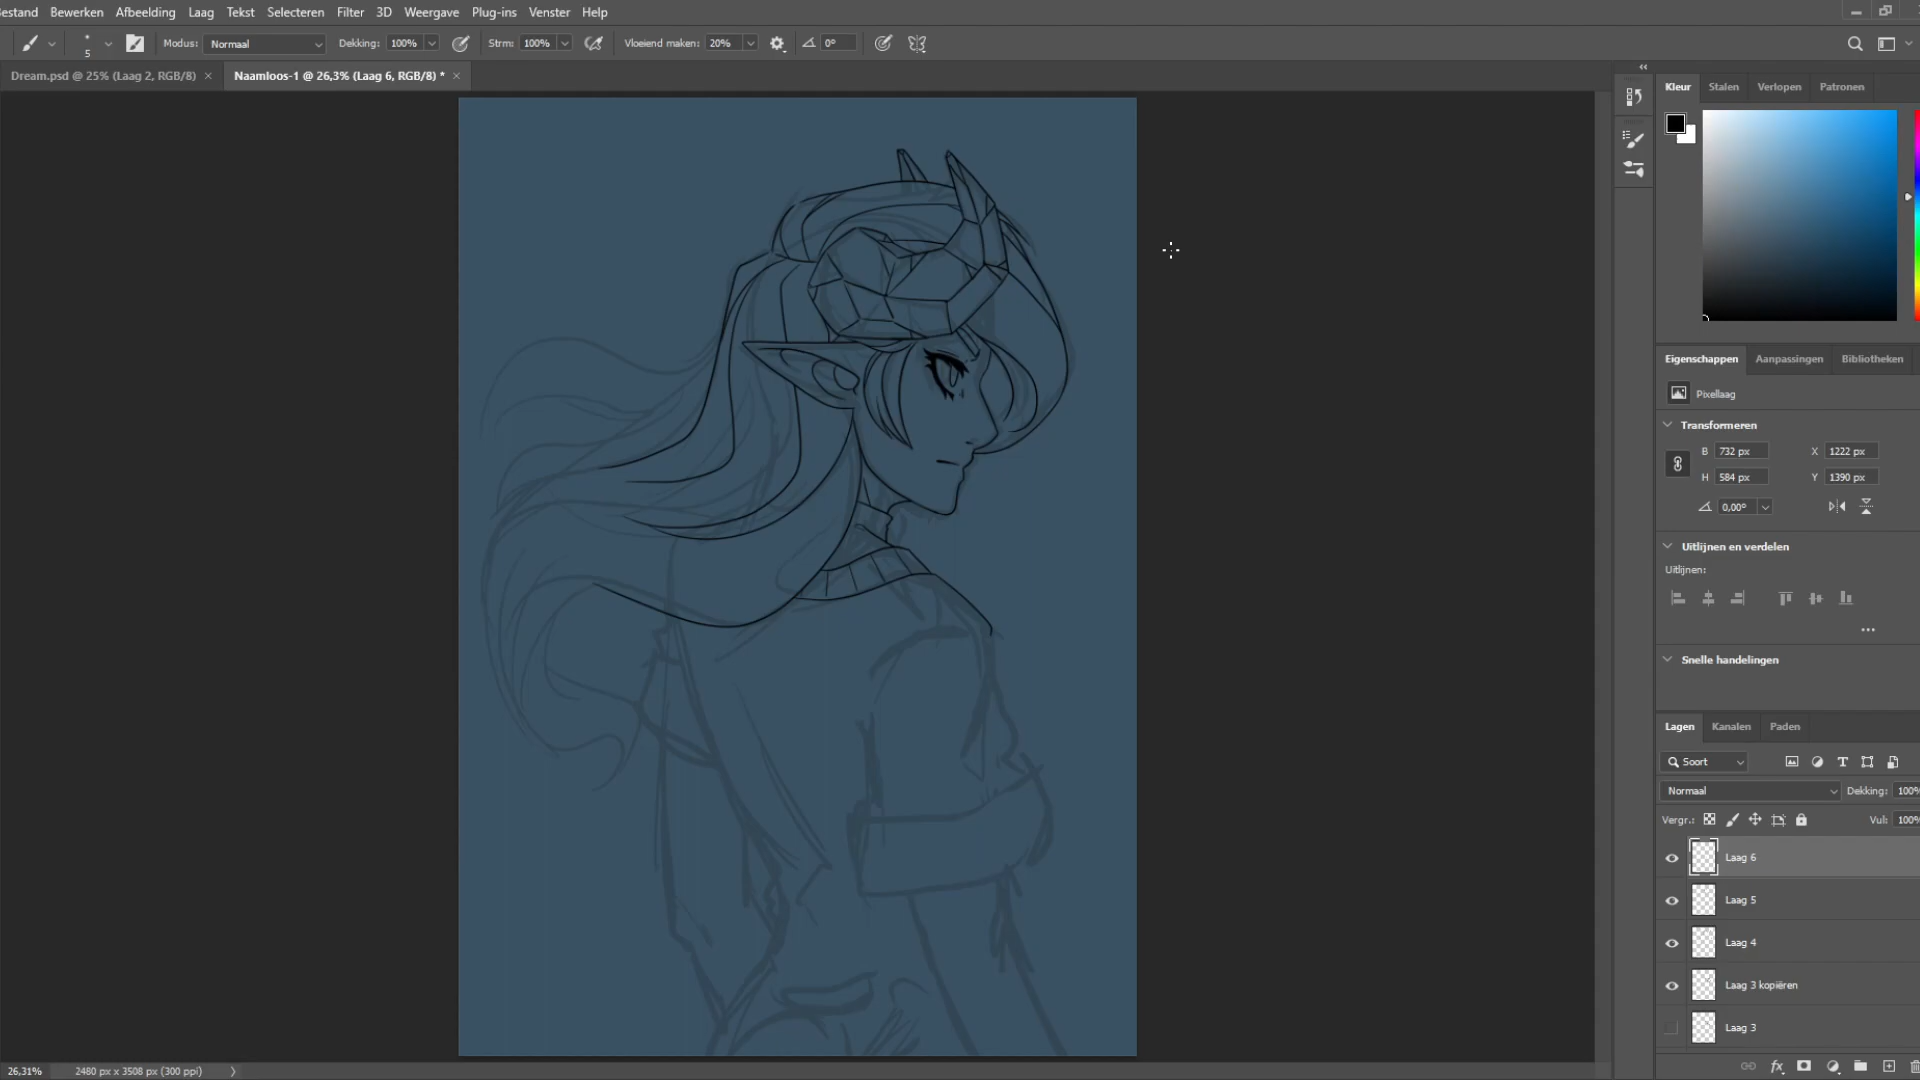 Bestand Bewerken Afbeelding Laag Tekst Selecteren Filter 3D Weergave Plug-ins Venster Help
5 Modus: Normaal Dekking: 100% Strm: 100% Vloeiend maken: 20% 0°
Dream.psd @ 25% (Laag 2, RGB/8) × Naamloos-1 @ 26,3% (Laag 6, RGB/8) * ×
Kleur Stalen Verlopen Patronen
Eigenschappen Aanpassingen Bibliotheken
Pixellaag
Transformeren
B 732 px X 1222 px
H 584 px Y 1390 px
0,00°
Uitlijnen en verdelen
Uitlijnen:
Snelle handelingen
Lagen Kanalen Paden
Soort
Normaal Dekking: 100%
Vergr.: Vul: 100%
Laag 6
Laag 5
Laag 4
Laag 3 kopiëren
Laag 3
26,31% 2480 px x 3508 px (300 ppi)